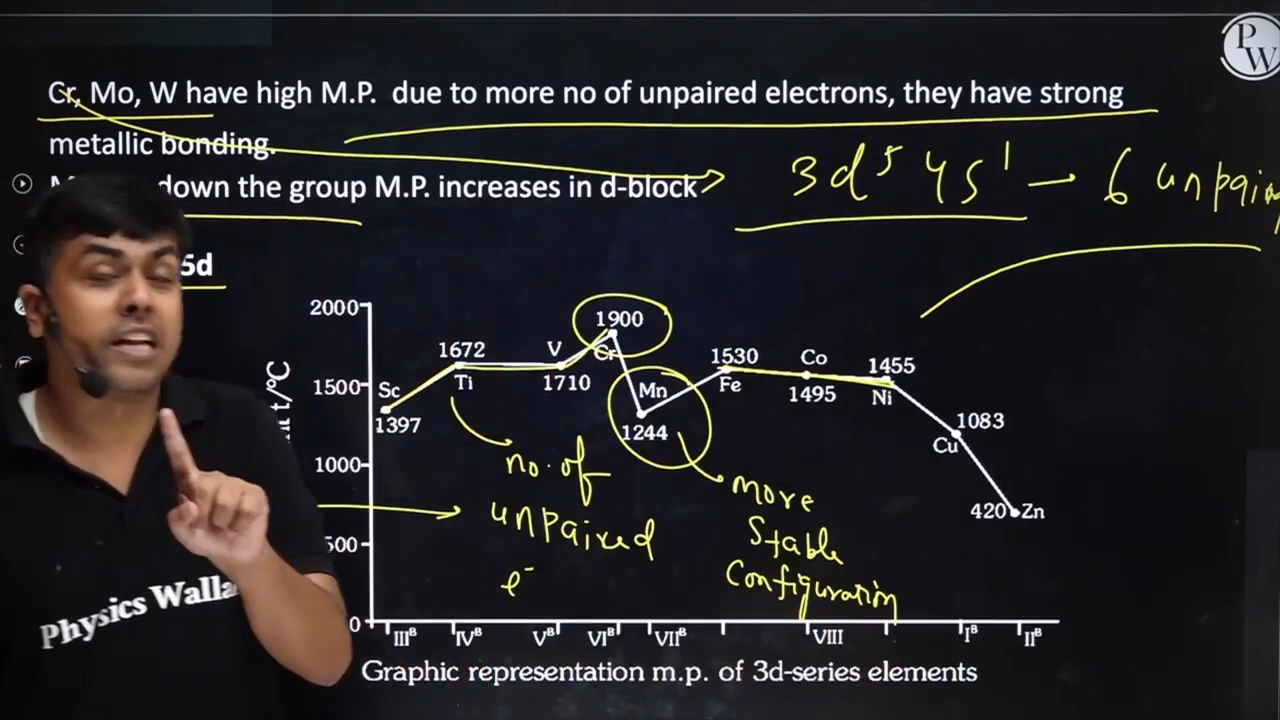 P
W
Cr, Mo, W have high M.P. due to more no of unpaired electrons, they have strong
metallic bonding.
down the group M.P. increases in d-block
3d⁵ 4s¹ → 6 unpair
5d
2000
1500
1000
500
0
t/°C
Sc
1397
1672
Ti
V
1710
1900
Cr
Mn
1244
1530
Fe
Co
1495
1455
Ni
1083
Cu
420 Zn
no. of
unpaired
e⁻
more
Stable
Configuration
IIIᴮ IVᴮ Vᴮ VIᴮ VIIᴮ VIII Iᴮ IIᴮ
Graphic representation m.p. of 3d-series elements
Physics Walla